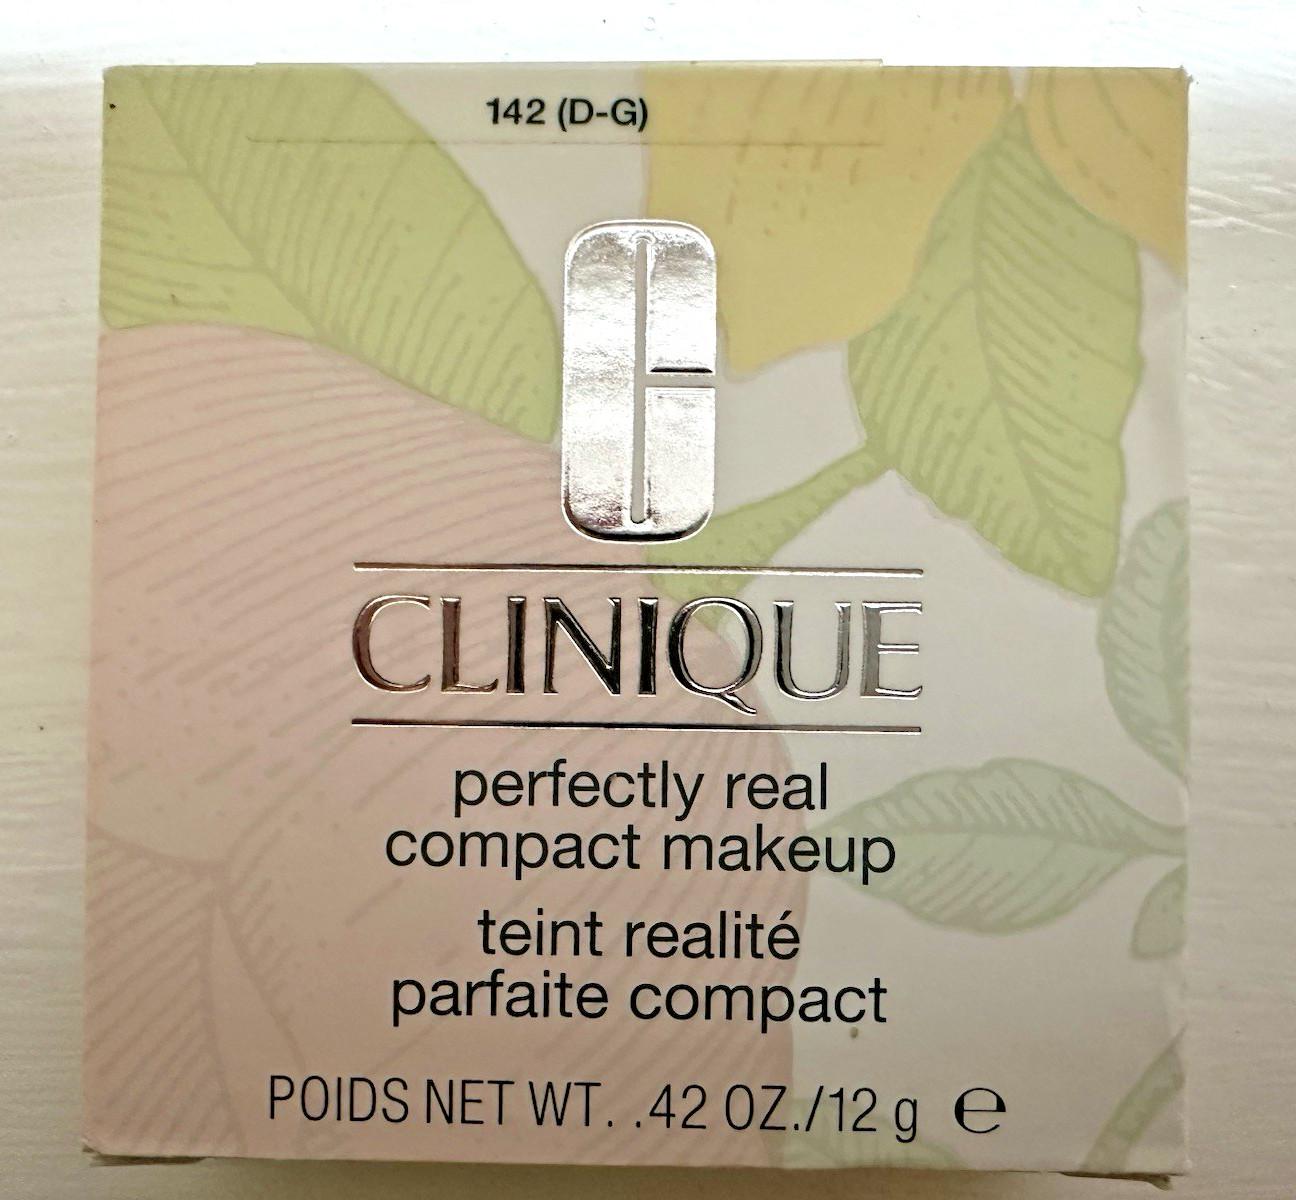 142 (D-G)
CLINIQUE
perfectly real
compact makeup
teint realité
parfaite compact
POIDS NET WT. .42 OZ./12 g ℮